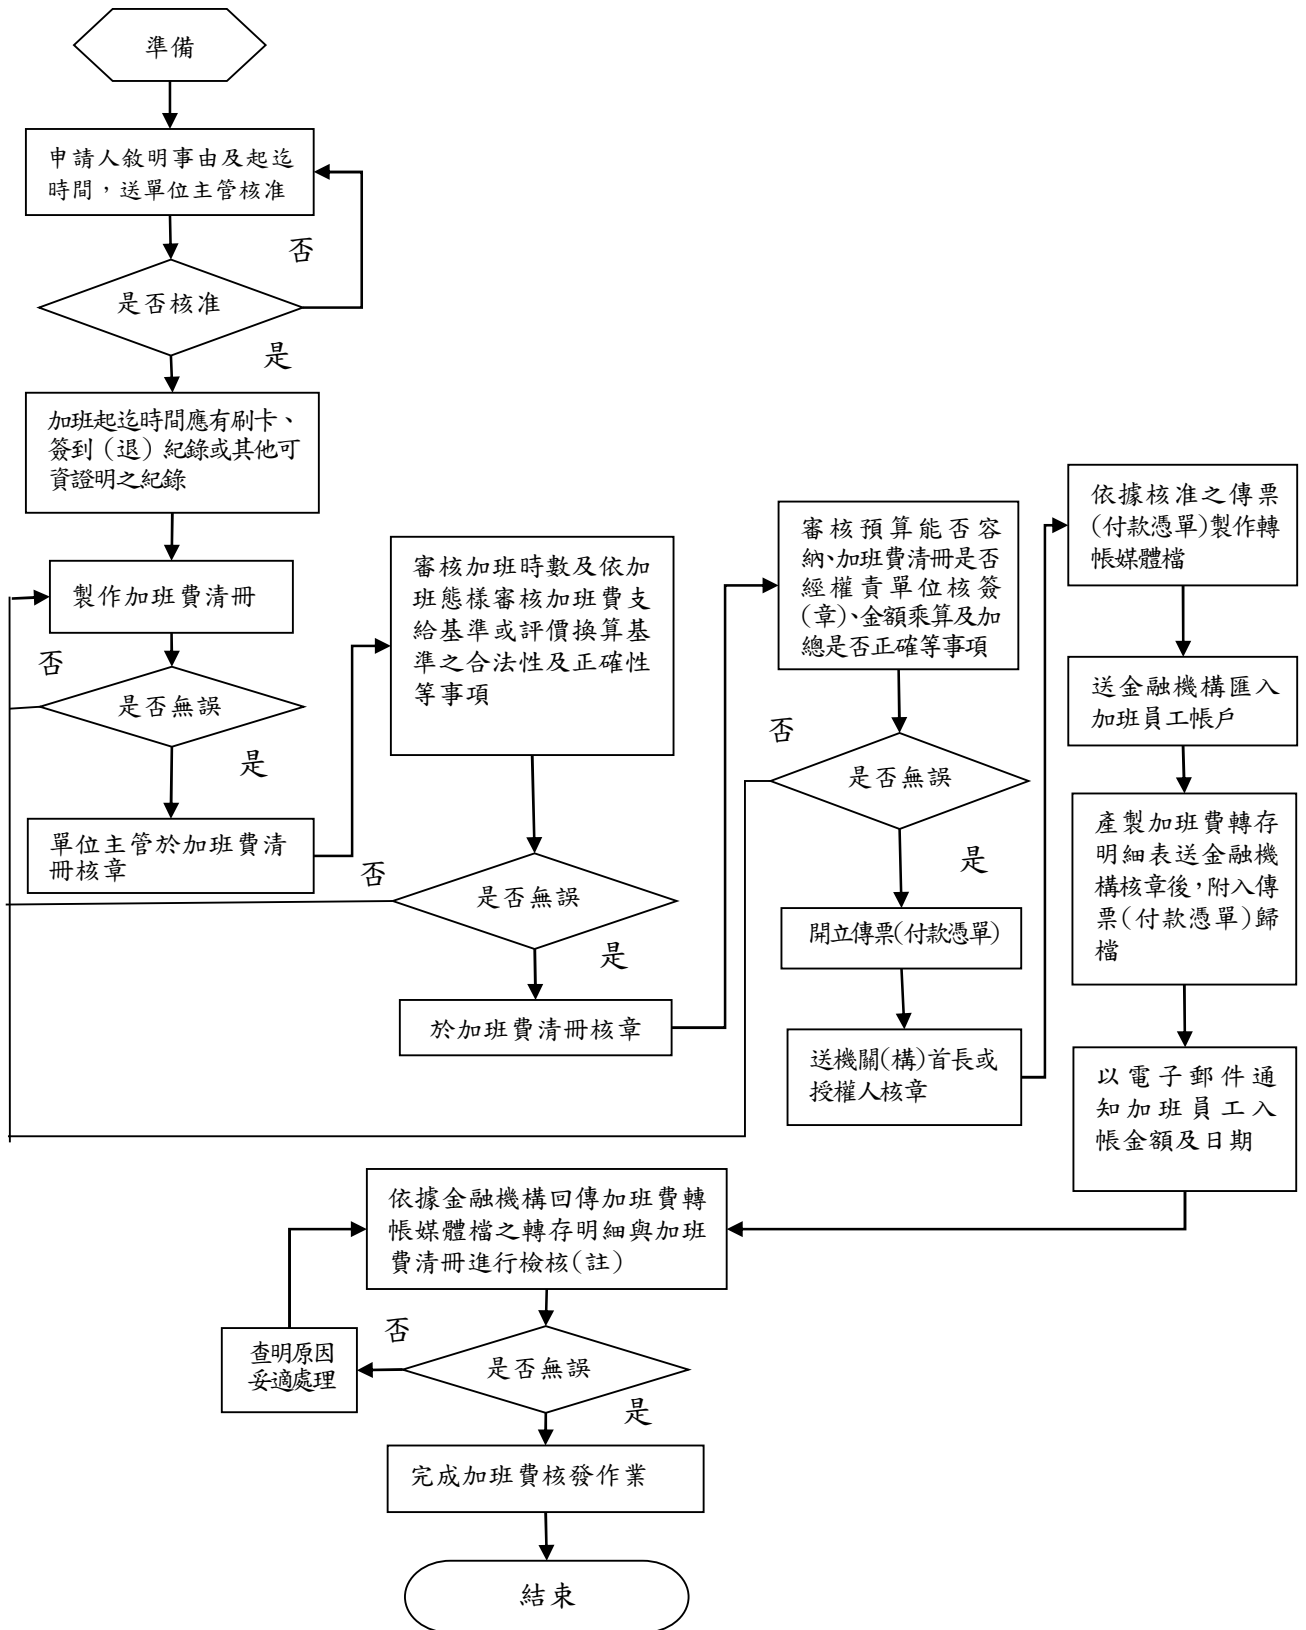 準備
申請人敘明事由及起迄
時間，送單位主管核准
否
是否核准
是
加班起迄時間應有刷卡、
簽到（退）紀錄或其他可
資證明之紀錄
製作加班費清冊
否
是否無誤
是
單位主管於加班費清
冊核章
審核加班時數及依加
班態樣審核加班費支
給基準或評價換算基
準之合法性及正確性
等事項
否
是否無誤
是
於加班費清冊核章
審核預算能否容
納、加班費清冊是否
經權責單位核簽
(章)、金額乘算及加
總是否正確等事項
否
是否無誤
是
開立傳票(付款憑單)
送機關(構)首長或
授權人核章
依據核准之傳票
(付款憑單)製作轉
帳媒體檔
送金融機構匯入
加班員工帳戶
產製加班費轉存
明細表送金融機
構核章後，附入傳
票(付款憑單)歸
檔
以電子郵件通
知加班員工入
帳金額及日期
依據金融機構回傳加班費轉
帳媒體檔之轉存明細與加班
費清冊進行檢核(註)
否
查明原因
妥適處理
是否無誤
是
完成加班費核發作業
結束